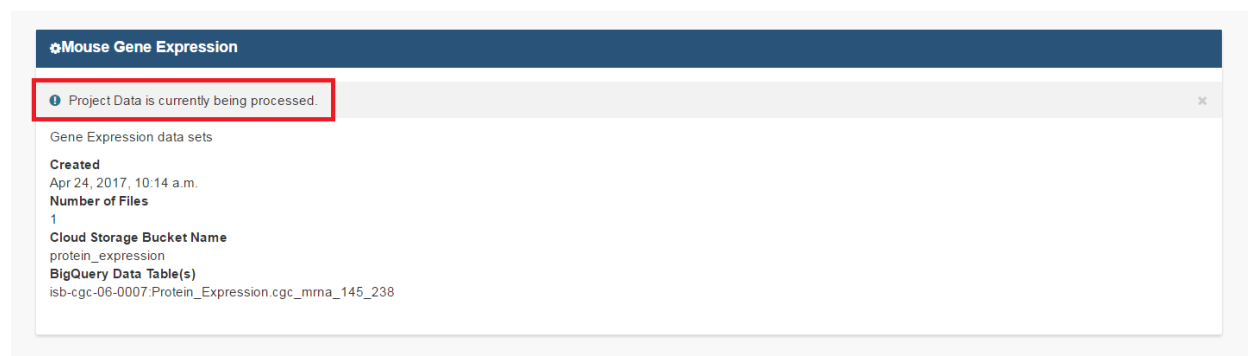 Mouse Gene Expression
Project Data is currently being processed.
Gene Expression data sets
Created
Apr 24, 2017, 10:14 a.m.
Number of Files
1
Cloud Storage Bucket Name
protein_expression
BigQuery Data Table(s)
isb-cgc-06-0007:Protein_Expression.cgc_mrna_145_238